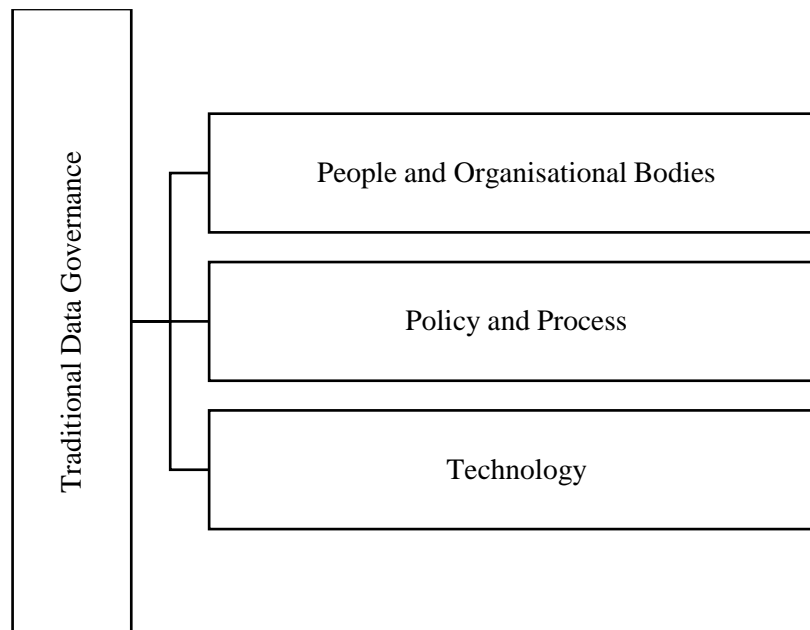 Traditional Data Governance
People and Organisational Bodies
Policy and Process
Technology